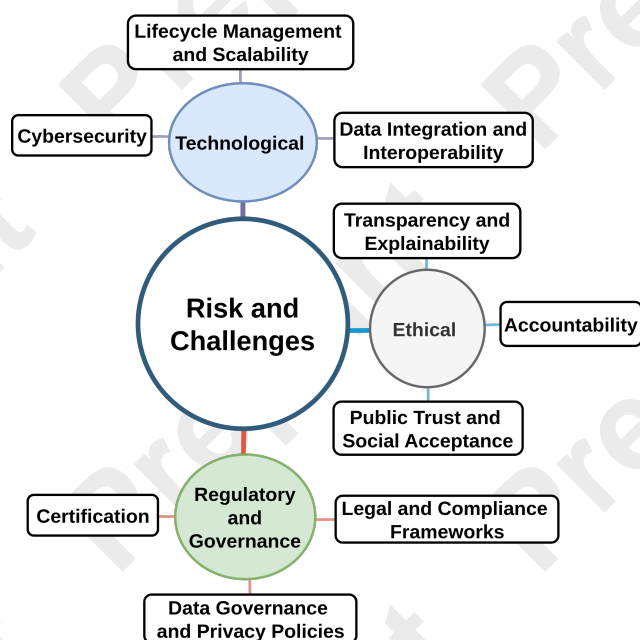 Lifecycle Management
and Scalability
Cybersecurity
Technological
Data Integration and
Interoperability
Transparency and
Explainability
Risk and
Challenges
Ethical
Accountability
Public Trust and
Social Acceptance
Regulatory
and
Governance
Certification
Legal and Compliance
Frameworks
Data Governance
and Privacy Policies